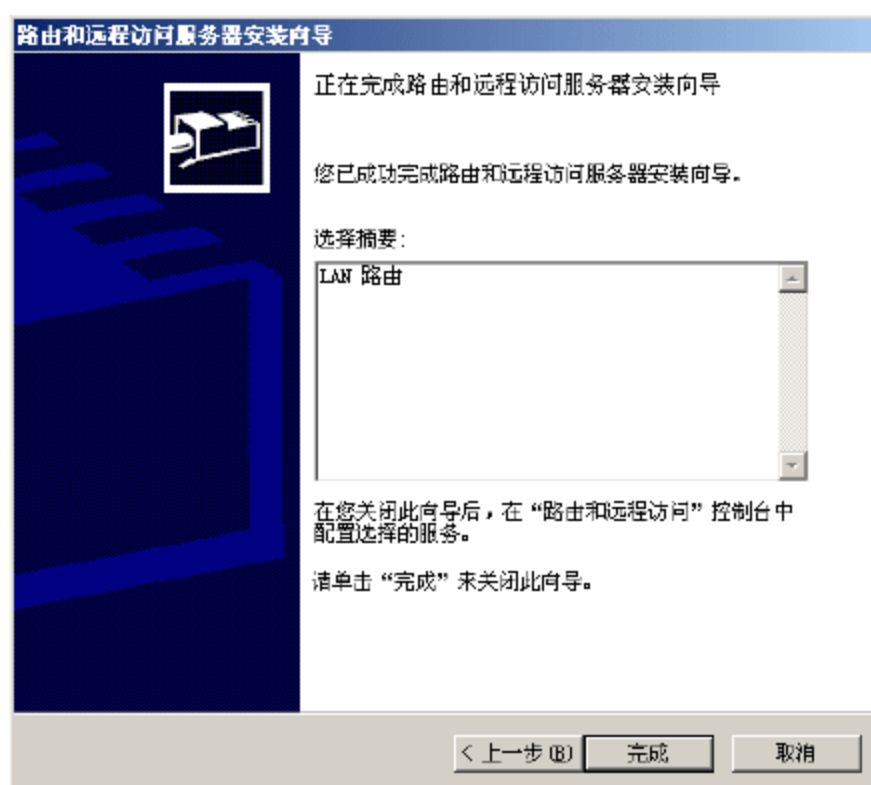 路由和远程访问服务器安装向导
正在完成路由和远程访问服务器安装向导
您已成功完成路由和远程访问服务器安装向导。
选择摘要:
LAN 路由
在您关闭此向导后，在“路由和远程访问”控制台中
配置选择的服务。
请单击“完成”来关闭此向导。
< 上一步(B) 完成 取消